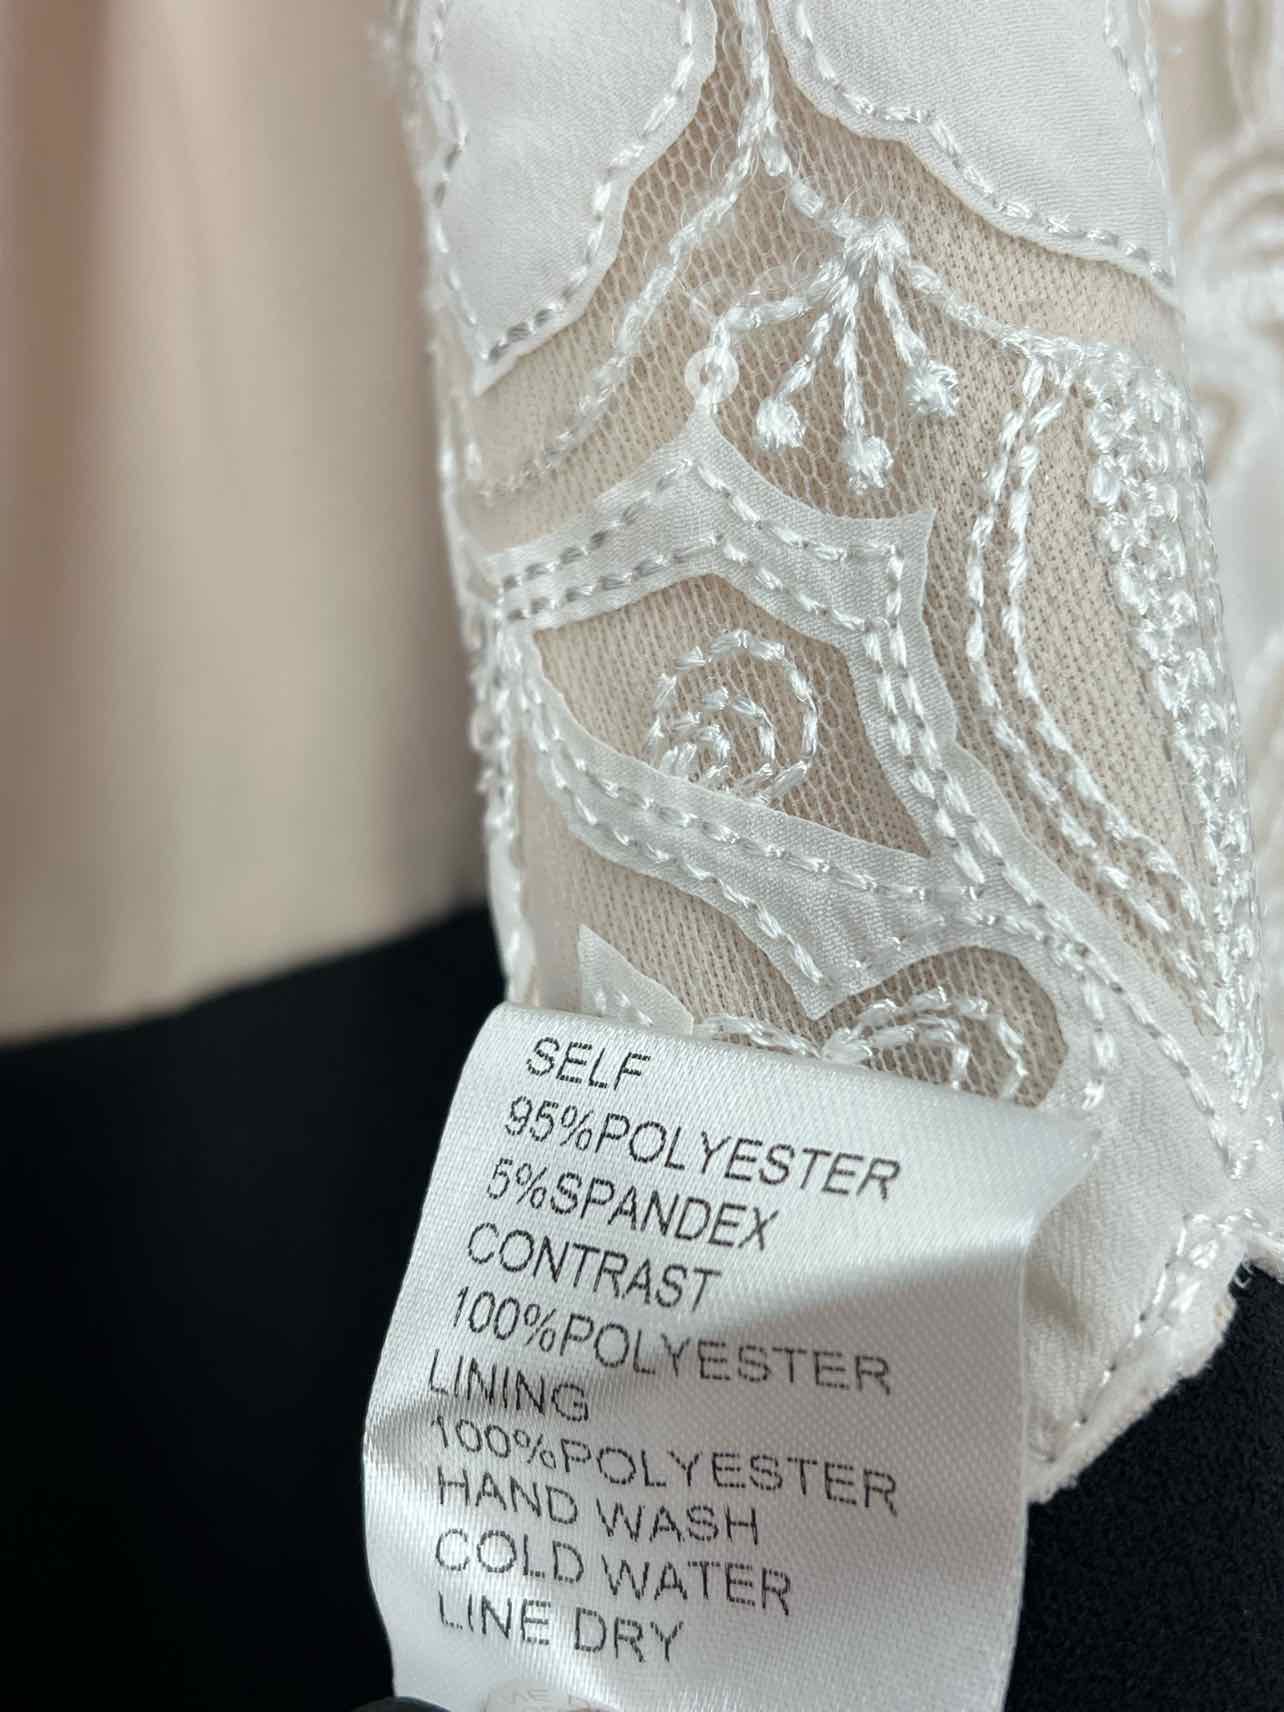 SELF
95%POLYESTER
5%SPANDEX
CONTRAST
100%POLYESTER
LINING
100%POLYESTER
HAND WASH
COLD WATER
LINE DRY